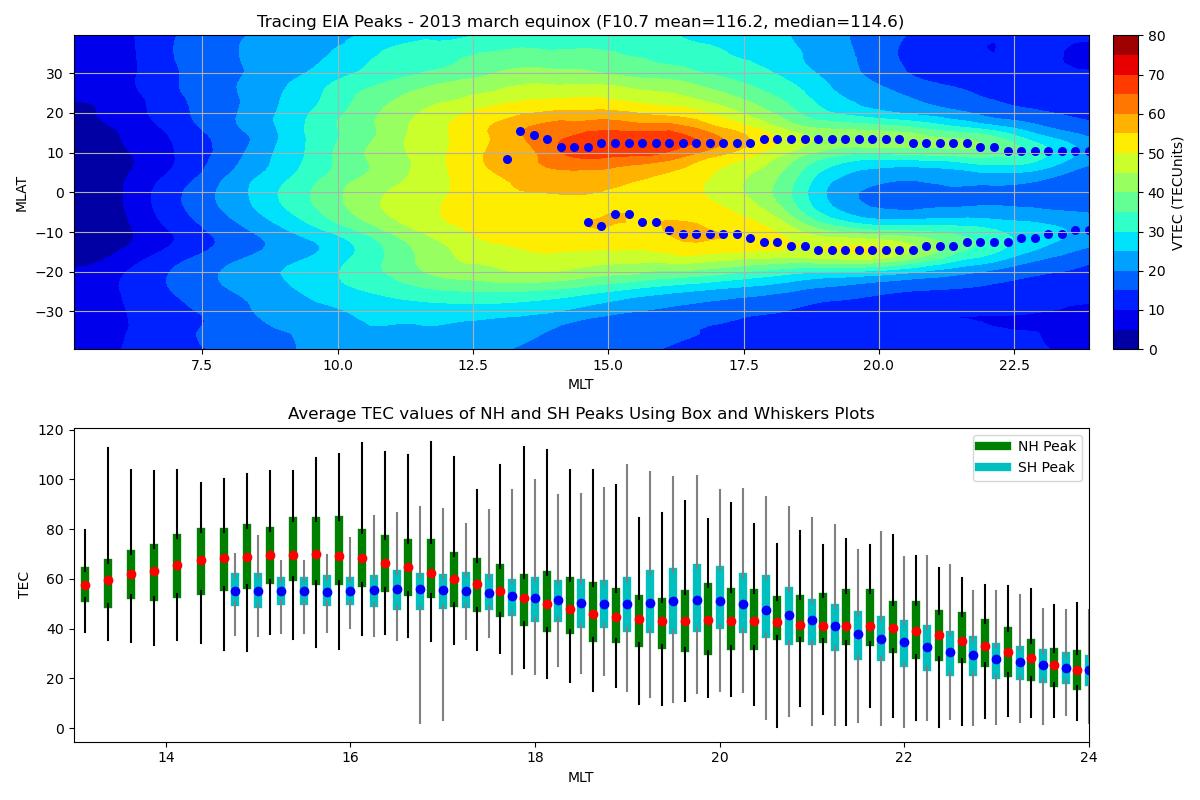 Tracing EIA Peaks - 2013 march equinox (F10.7 mean=116.2, median=114.6)
MLAT
30
20
10
0
−10
−20
−30
7.5 10.0 12.5 15.0 17.5 20.0 22.5
MLT
80
70
60
50
40
30
20
10
0
VTEC (TECUnits)
Average TEC values of NH and SH Peaks Using Box and Whiskers Plots
TEC
120
100
80
60
40
20
0
NH Peak
SH Peak
14 16 18 20 22 24
MLT